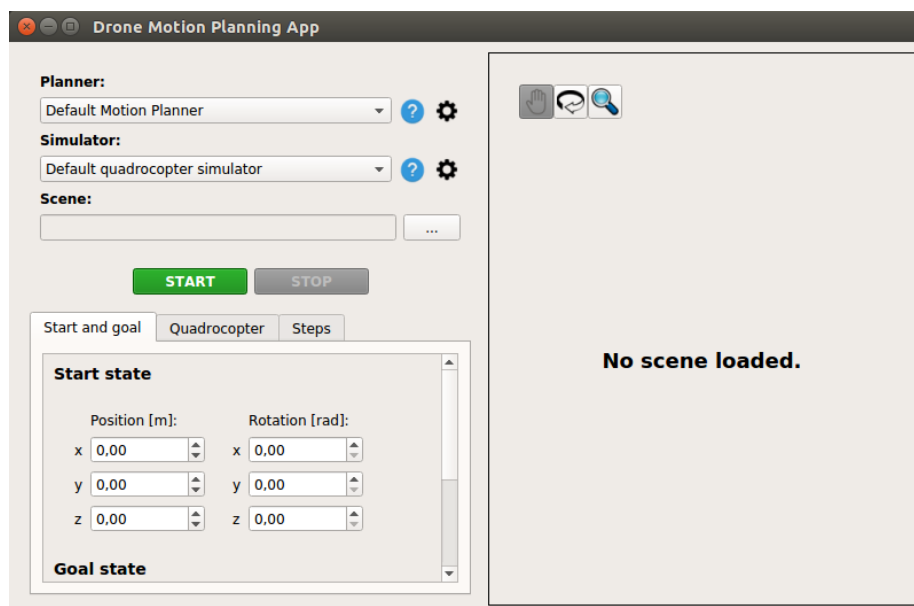 Drone Motion Planning App
Planner:
Default Motion Planner
?
Simulator:
Default quadrocopter simulator
?
Scene:
...
START STOP
Start and goal Quadrocopter Steps
Start state
Position [m]: Rotation [rad]:
x 0,00 x 0,00
y 0,00 y 0,00
z 0,00 z 0,00
Goal state
No scene loaded.